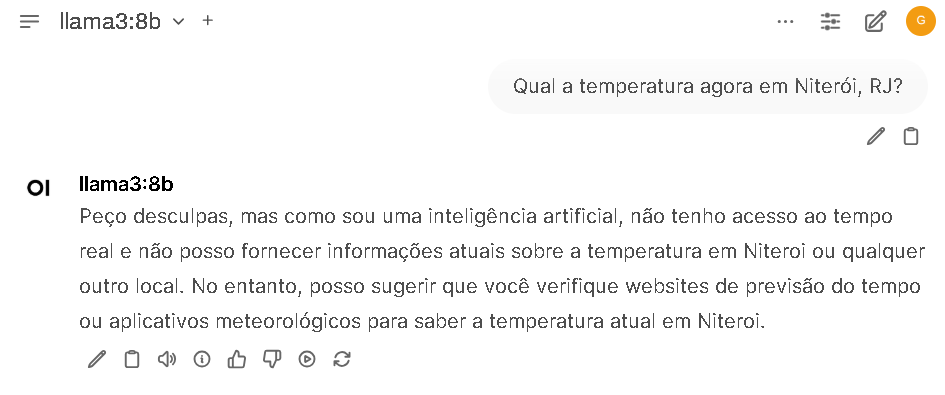 llama3:8b
G
Qual a temperatura agora em Niterói, RJ?
OI
llama3:8b
Peço desculpas, mas como sou uma inteligência artificial, não tenho acesso ao tempo
real e não posso fornecer informações atuais sobre a temperatura em Niteroi ou qualquer
outro local. No entanto, posso sugerir que você verifique websites de previsão do tempo
ou aplicativos meteorológicos para saber a temperatura atual em Niteroi.